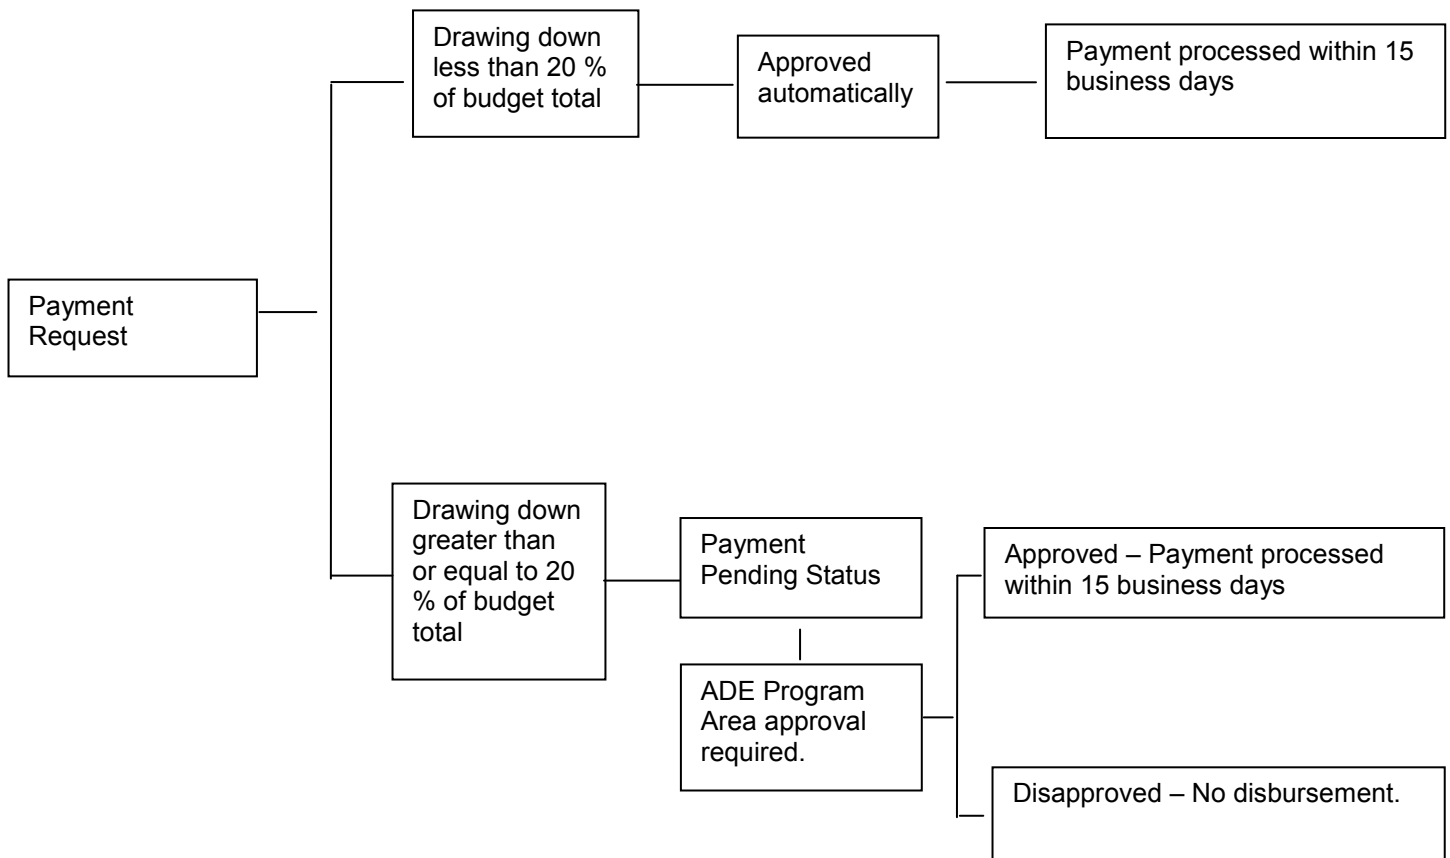 Drawing down
less than 20 %
of budget
total
Approved
automatically
Payment processed within 15
business days
Payment
Request
Drawing down
greater than
or equal to 20
% of budget
total
Payment
Pending Status
ADE Program
Area approval
required.
Approved – Payment processed
within 15 business days
Disapproved – No disbursement.